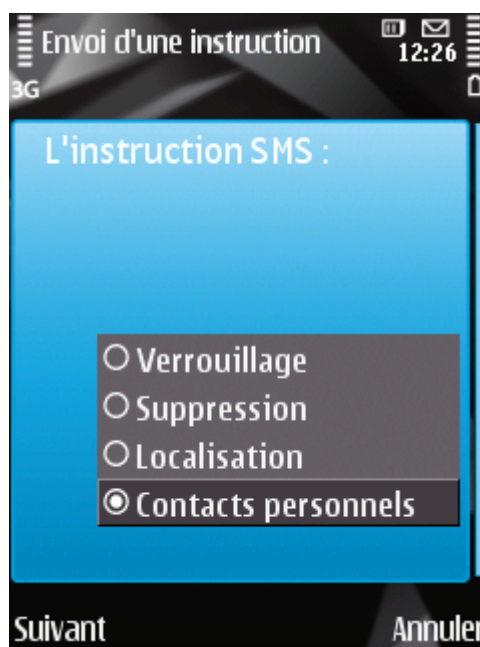 Envoi d'une instruction
12:26
3G
L'instruction SMS :
Verrouillage
Suppression
Localisation
Contacts personnels
Suivant
Annuler